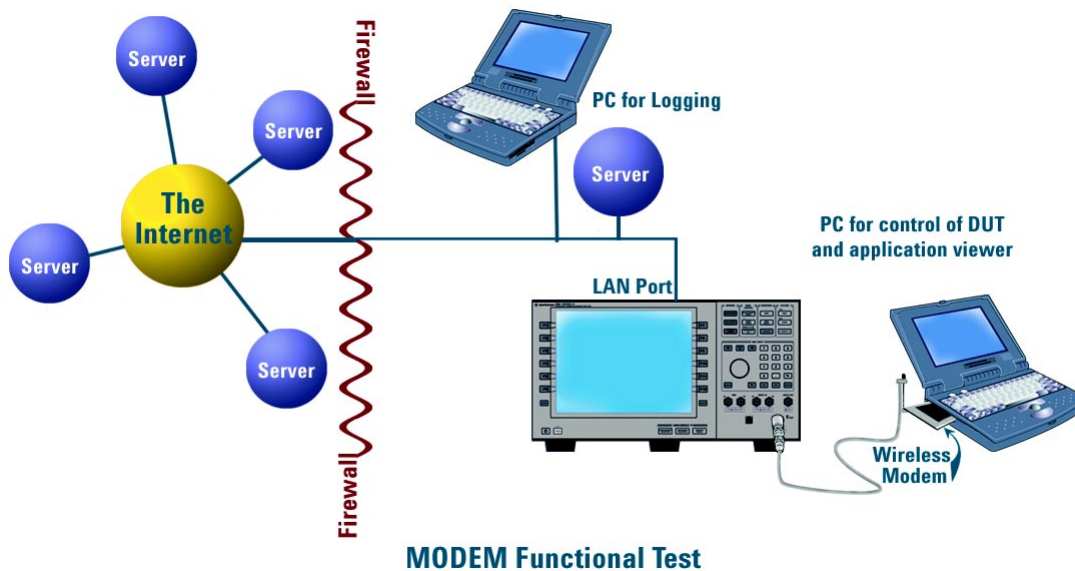 Server
Server
The
Internet
Server
Server
Firewall
Firewall
PC for Logging
Server
LAN Port
PC for control of DUT
and application viewer
Wireless
Modem
MODEM Functional Test